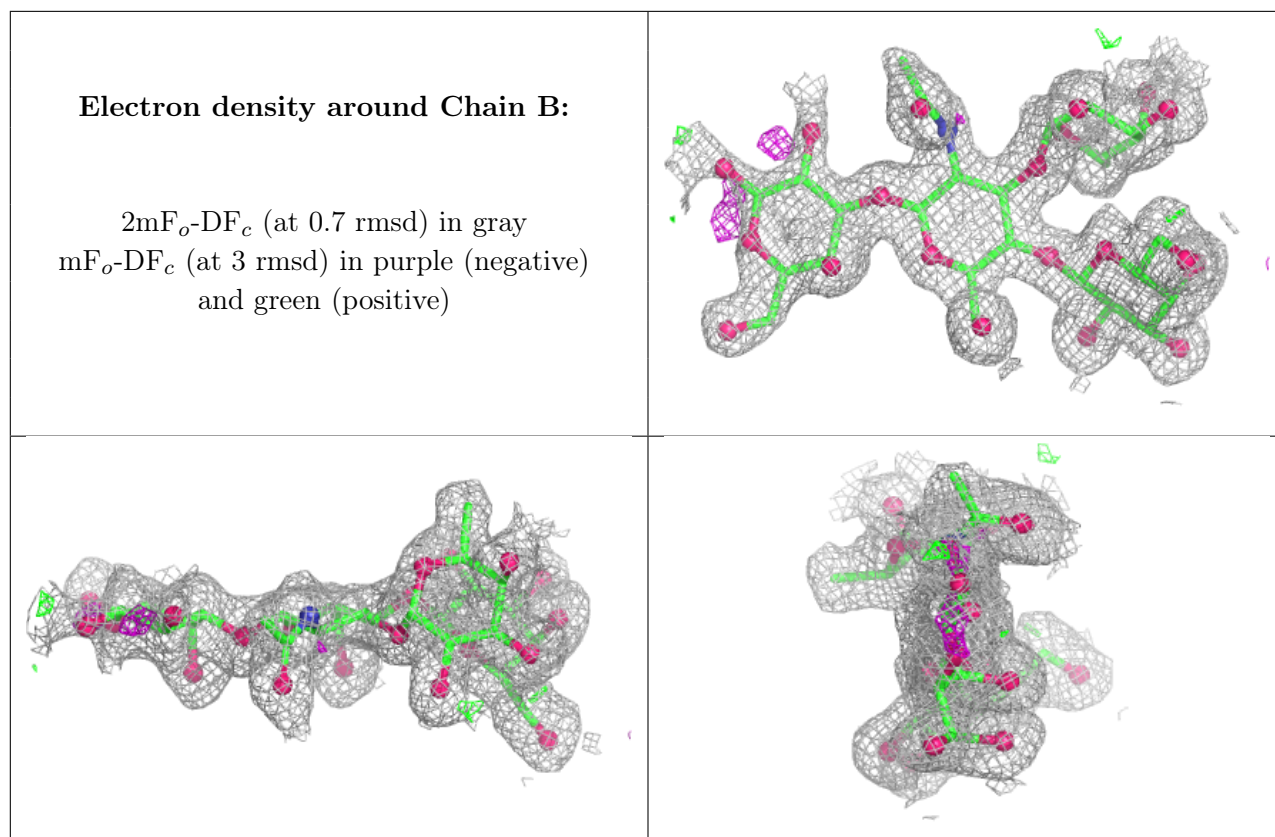 Electron density around Chain B:
2mFₒ-DF𝒸 (at 0.7 rmsd) in gray
mFₒ-DF𝒸 (at 3 rmsd) in purple (negative)
and green (positive)